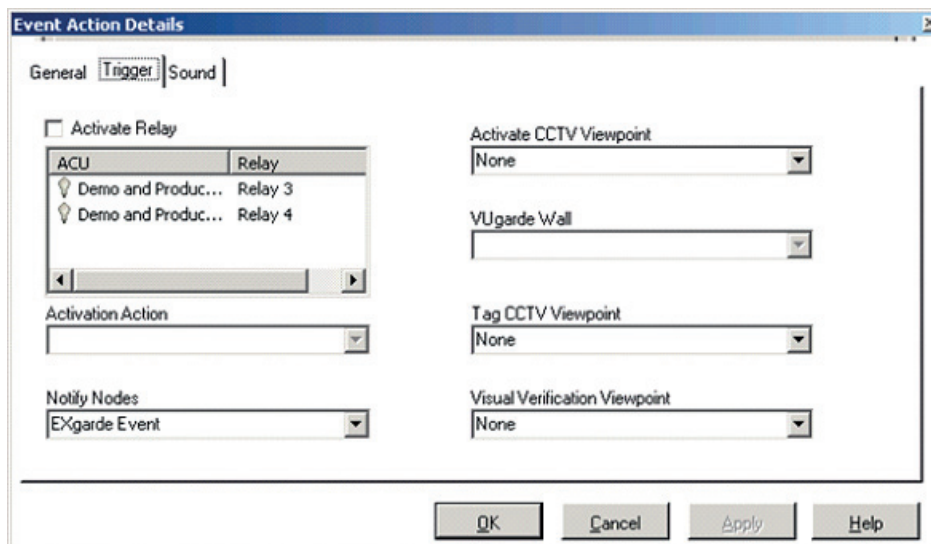 Event Action Details
General Trigger Sound
Activate Relay
ACU Relay
Demo and Produc... Relay 3
Demo and Produc... Relay 4
Activation Action
Notify Nodes
EXgarde Event
Activate CCTV Viewpoint
None
VUgarde Wall
Tag CCTV Viewpoint
None
Visual Verification Viewpoint
None
OK Cancel Apply Help